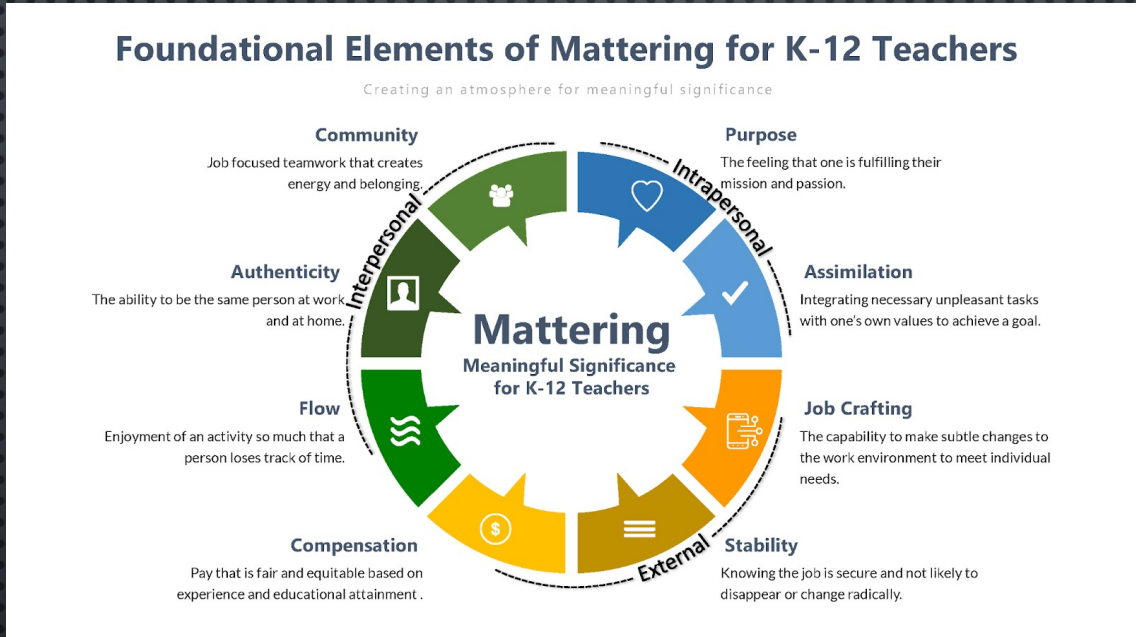 Foundational Elements of Mattering for K-12 Teachers
Creating an atmosphere for meaningful significance
Community
Job focused teamwork that creates
energy and belonging.
Purpose
The feeling that one is fulfilling their
mission and passion.
Interpersonal
Intrapersonal
Authenticity
The ability to be the same person at work
and at home.
Assimilation
Integrating necessary unpleasant tasks
with one's own values to achieve a goal.
Mattering
Meaningful Significance
for K-12 Teachers
Flow
Enjoyment of an activity so much that a
person loses track of time.
Job Crafting
The capability to make subtle changes to
the work environment to meet individual
needs.
$
Compensation
Pay that is fair and equitable based on
experience and educational attainment .
External
Stability
Knowing the job is secure and not likely to
disappear or change radically.